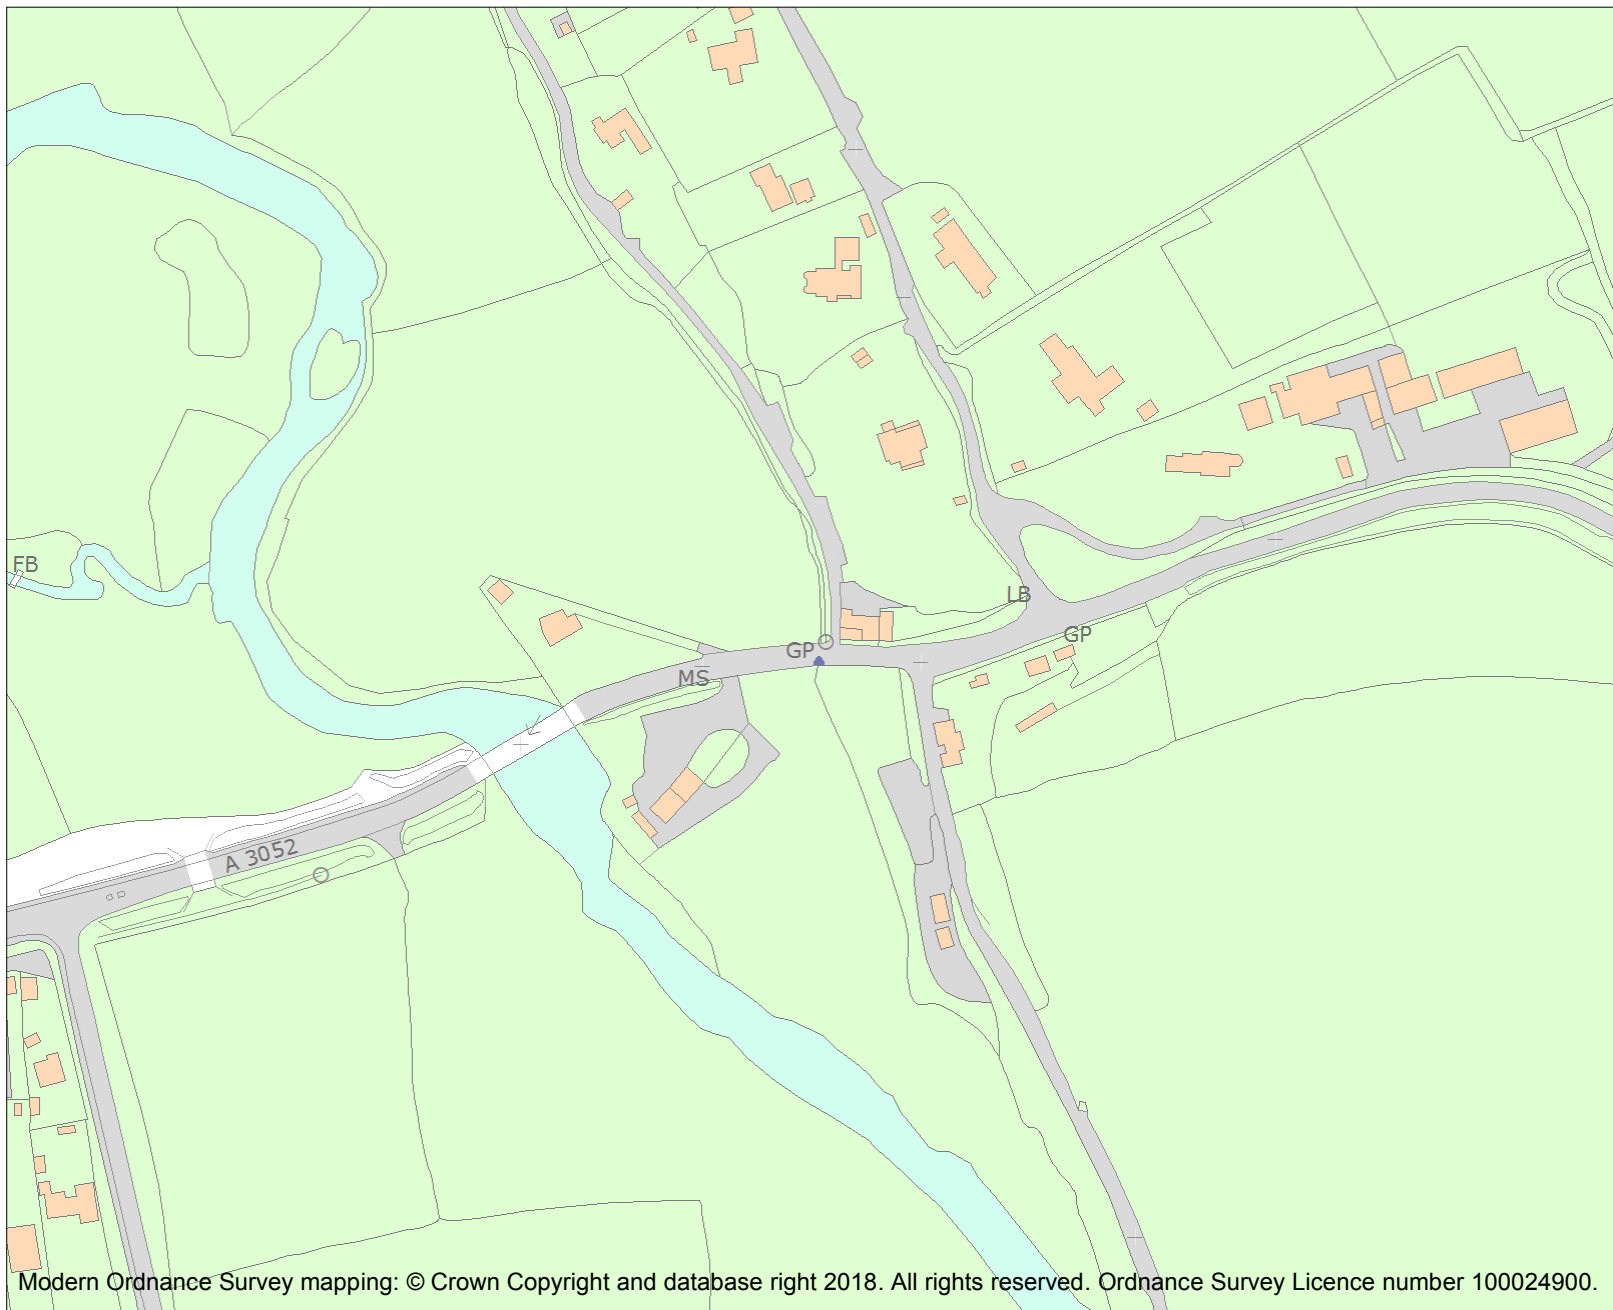 FB
LB
GP
GP
MS
A 3052
Modern Ordnance Survey mapping: © Crown Copyright and database right 2018. All rights reserved. Ordnance Survey Licence number 100024900.